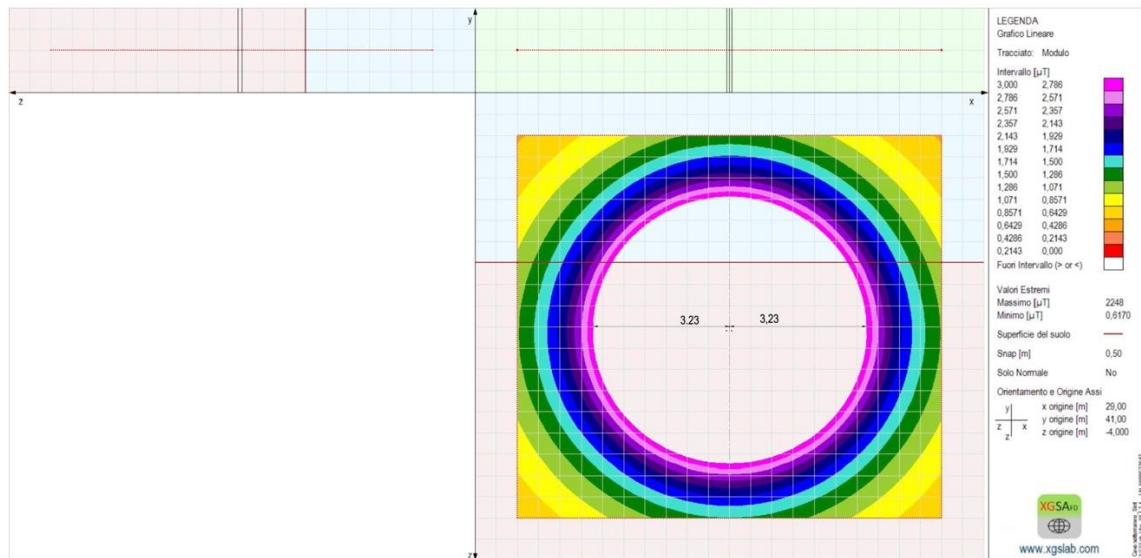 y
z
x
3.23
3,23
z
LEGENDA
Grafico Lineare
Tracciato: Modulo
Intervallo [µT]
3,000 2,786
2,786 2,571
2,571 2,357
2,357 2,143
2,143 1,929
1,929 1,714
1,714 1,500
1,500 1,286
1,286 1,071
1,071 0,8571
0,8571 0,6429
0,6429 0,4286
0,4286 0,2143
0,2143 0,000
Fuori Intervallo (> or <)
Valori Estremi
Massimo [µT] 2248
Minimo [µT] 0,6170
Superficie del suolo
Snap [m] 0,50
Solo Normale No
Orientamento e Origine Assi
y x origine [m] 29,00
z x y origine [m] 41,00
z z origine [m] -4,000
XGSAFD
www.xgslab.com